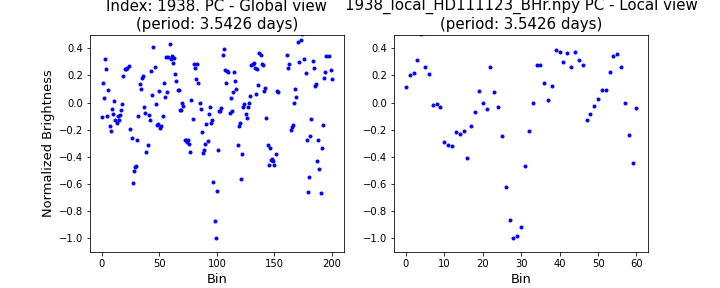 Index: 1938. PC - Global view
(period: 3.5426 days)
1938_local_HD111123_BHr.npy PC - Local view
(period: 3.5426 days)
Normalized Brightness
0.4
0.2
0.0
−0.2
−0.4
−0.6
−0.8
−1.0
0 50 100 150 200
Bin
0.4
0.2
0.0
−0.2
−0.4
−0.6
−0.8
−1.0
0 10 20 30 40 50 60
Bin